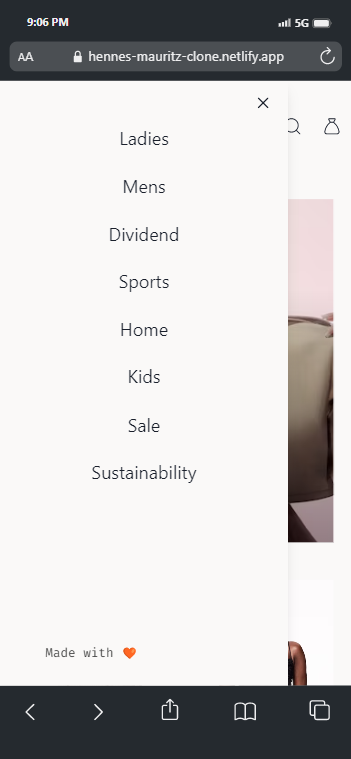 9:06 PM
5G
AA
hennes-mauritz-clone.netlify.app
Ladies
Mens
Dividend
Sports
Home
Kids
Sale
Sustainability
Made with 🧡